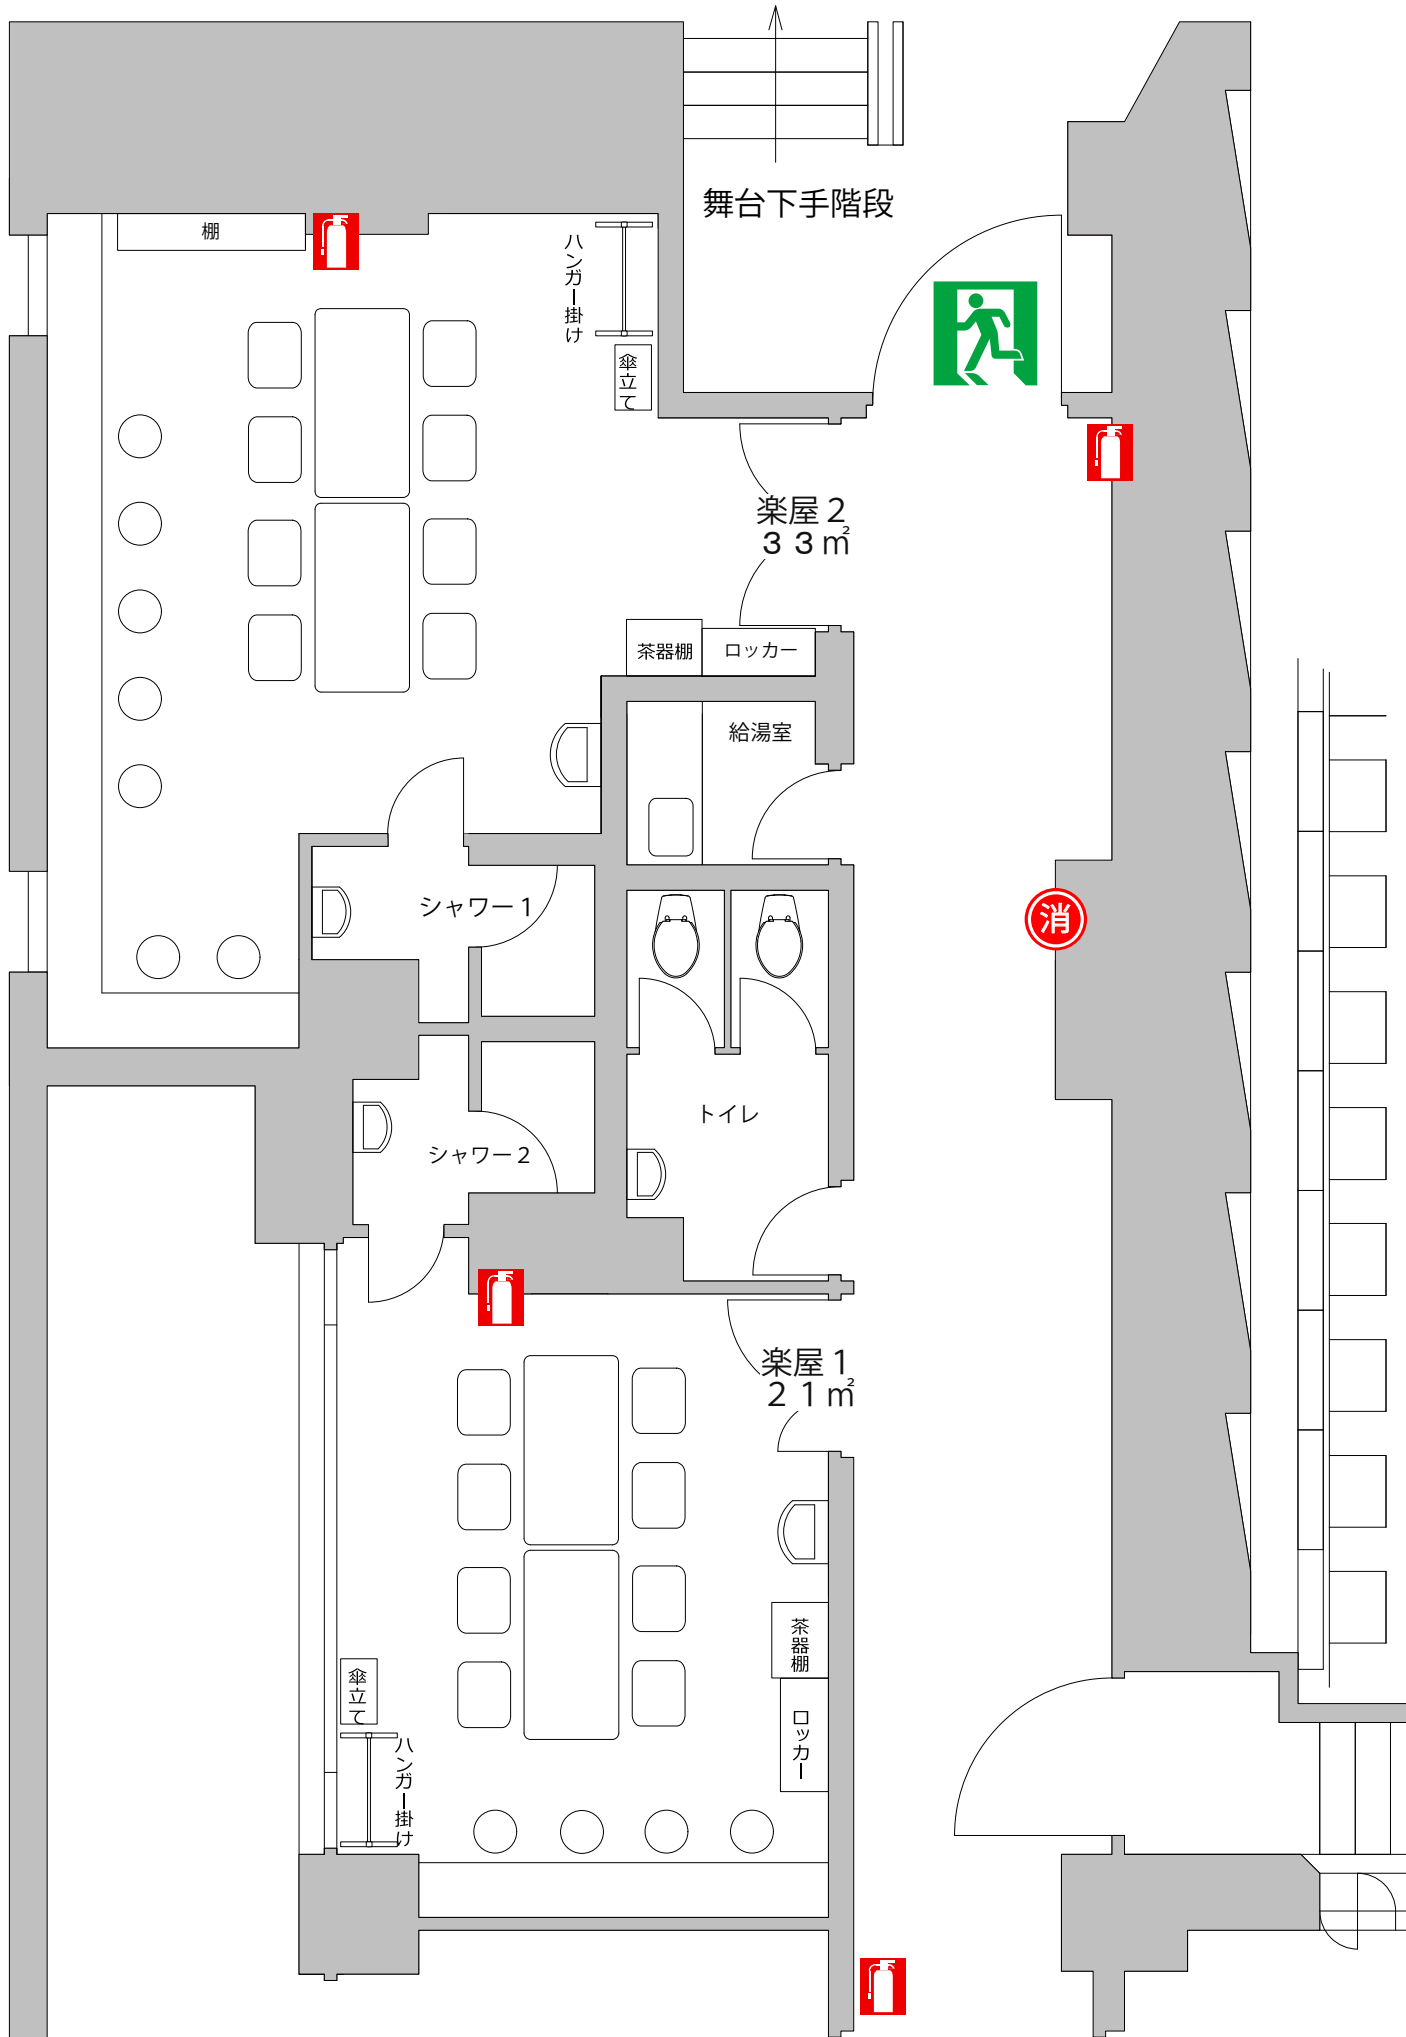 舞台下手階段
棚
ハンガー掛け
傘立て
楽屋２
３３㎡
茶器棚
ロッカー
給湯室
シャワー１
消
トイレ
シャワー２
楽屋１
２１㎡
茶器棚
傘立て
ロッカー
ハンガー掛け